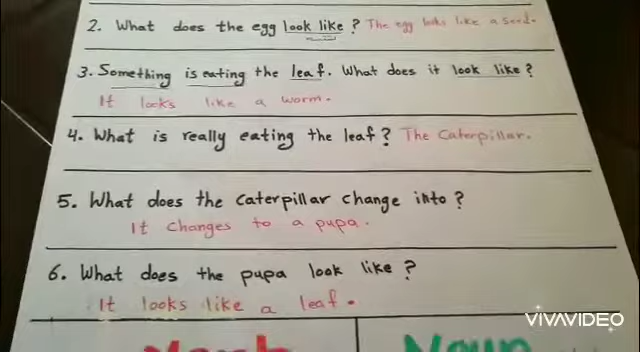 2. What does the egg look like? The egg looks like a seed.
3. Something is eating the leaf. What does it look like?
It looks like a worm.
4. What is really eating the leaf? The Caterpillar.
5. What does the caterpillar change into?
It changes to a pupa.
6. What does the pupa look like?
It looks like a leaf.
VIVAVIDEO
Noun